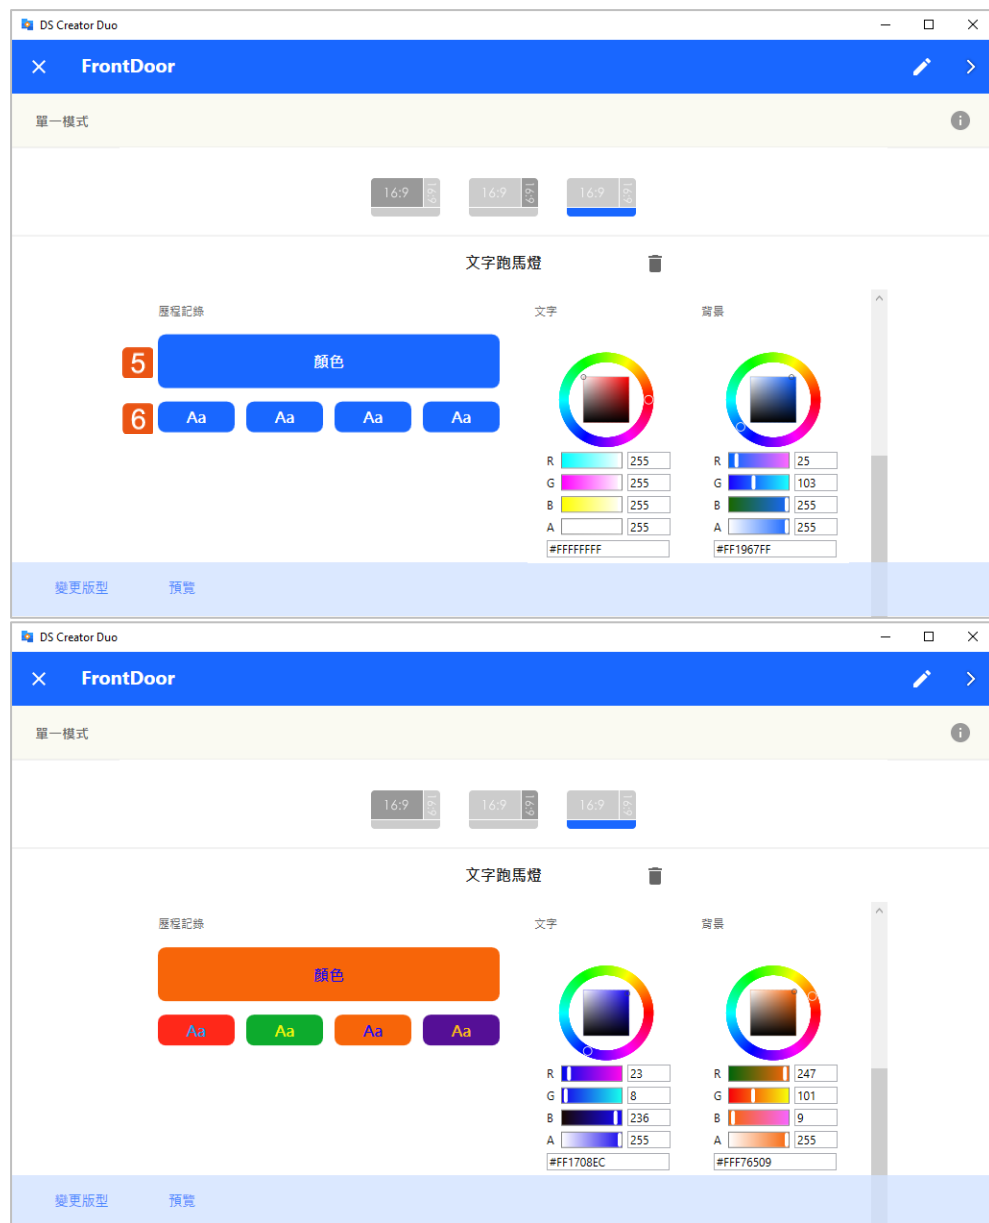 DS Creator Duo
FrontDoor
單一模式
16:9 16:9 16:9 16:9 16:9 16:9
文字跑馬燈
歷程記錄 文字 背景
5 顏色
6 Aa Aa Aa Aa
R 255 R 25
G 255 G 103
B 255 B 255
A 255 A 255
#FFFFFFFF #FF1967FF
變更版型 預覽
DS Creator Duo
FrontDoor
單一模式
16:9 16:9 16:9 16:9 16:9 16:9
文字跑馬燈
歷程記錄 文字 背景
顏色
Aa Aa Aa Aa
R 23 R 247
G 8 G 101
B 236 B 9
A 255 A 255
#FF1708EC #FFF76509
變更版型 預覽